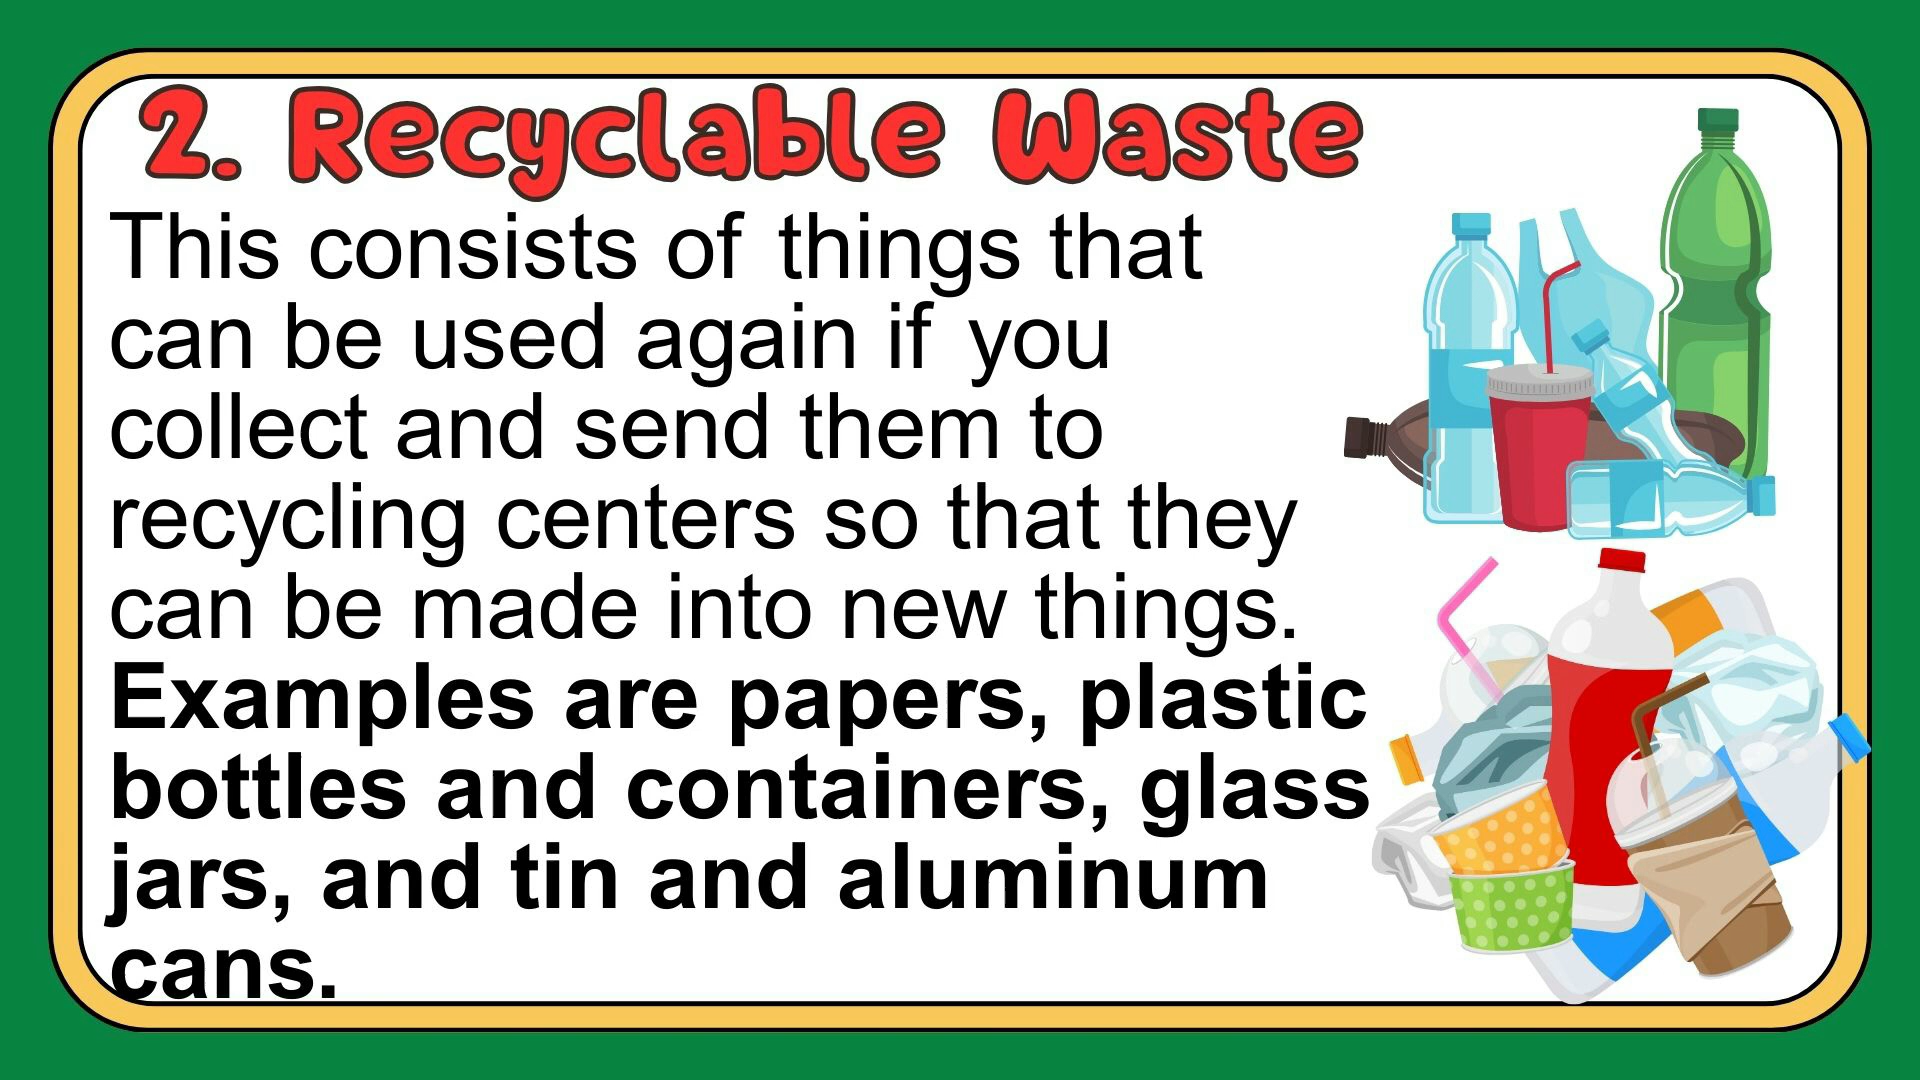 2. Recyclable Waste
This consists of things that
can be used again if you
collect and send them to
recycling centers so that they
can be made into new things.
Examples are papers, plastic
bottles and containers, glass
jars, and tin and aluminum
cans.